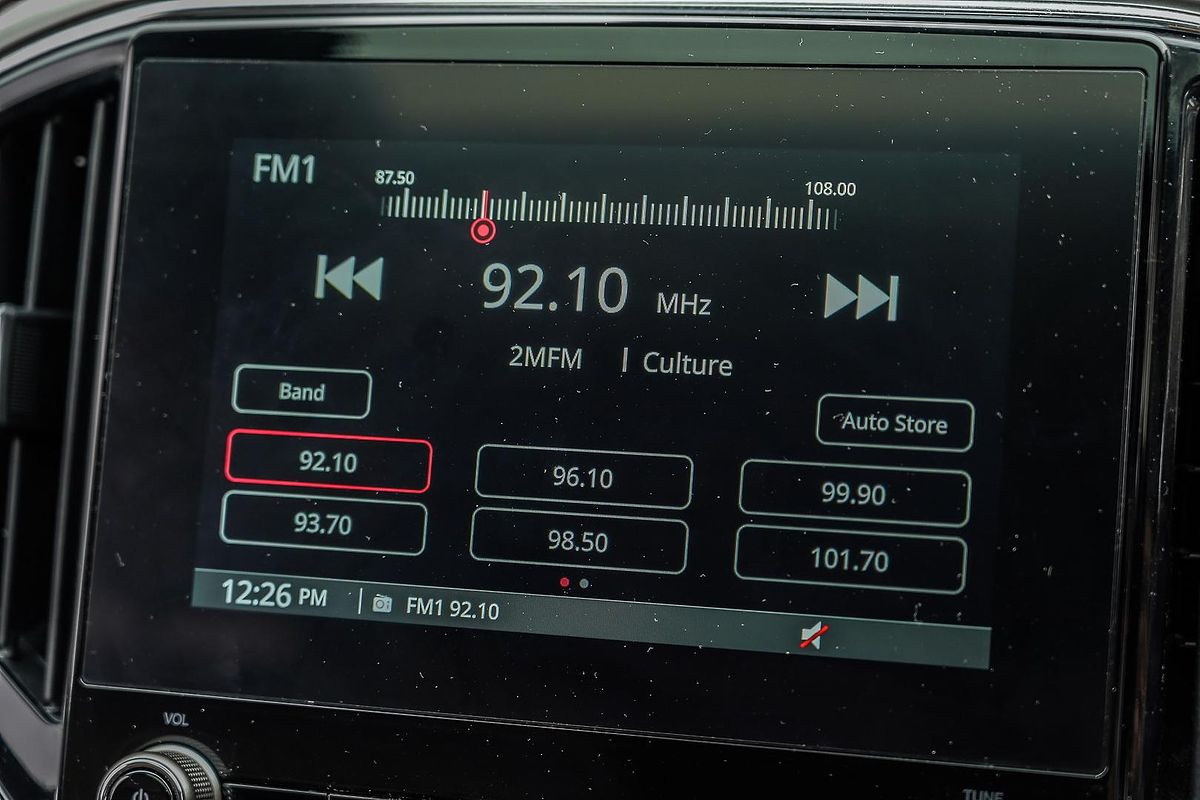 FM1
87.50 108.00
92.10 MHz
2MFM | Culture
Band
Auto Store
92.10 96.10 99.90
93.70 98.50 101.70
12:26 PM | FM1 92.10
VOL
TUNE